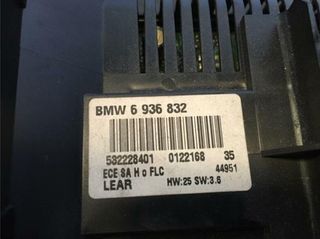 BMW 6 936 832
532228401 0122168 35
ECE SA H o FLC 44951
LEAR HW:25 SW:3.6